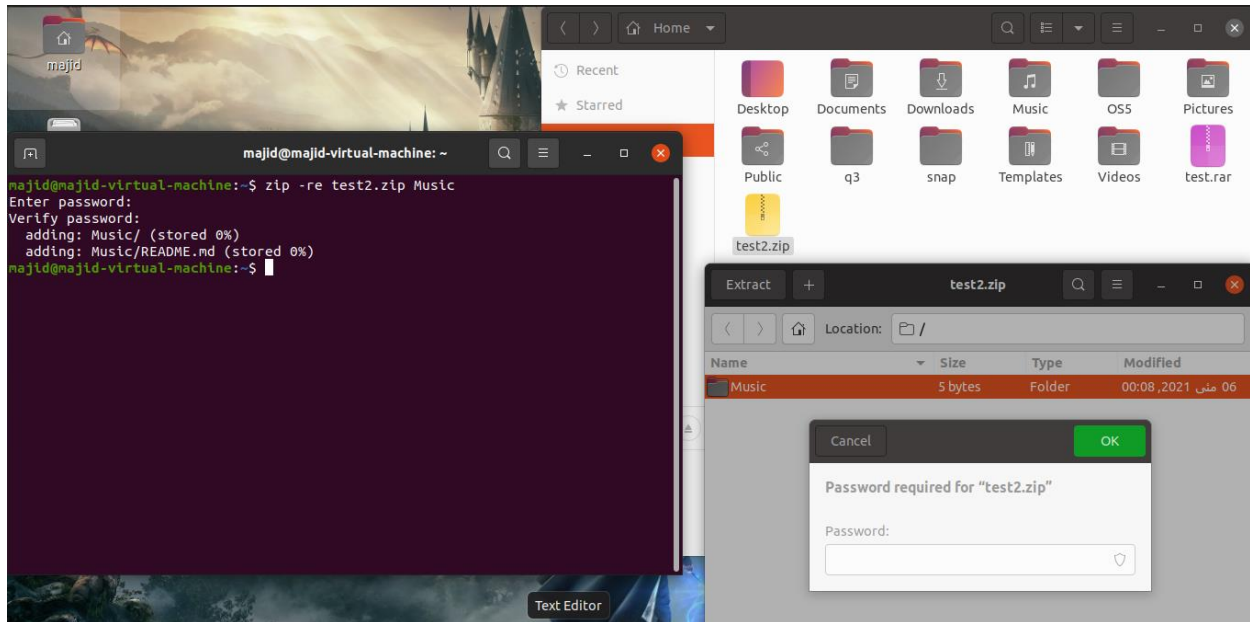 majid
Home
Recent
Starred
Desktop
Documents
Downloads
Music
OS5
Pictures
Public
q3
snap
Templates
Videos
test.rar
test2.zip
majid@majid-virtual-machine: ~
majid@majid-virtual-machine:~$ zip -re test2.zip Music
Enter password:
Verify password:
  adding: Music/ (stored 0%)
  adding: Music/README.md (stored 0%)
majid@majid-virtual-machine:~$
Extract
test2.zip
Location:
/
Name
Size
Type
Modified
Music
5 bytes
Folder
06 مئی 2021, 00:08
Cancel
OK
Password required for “test2.zip”
Password:
Text Editor